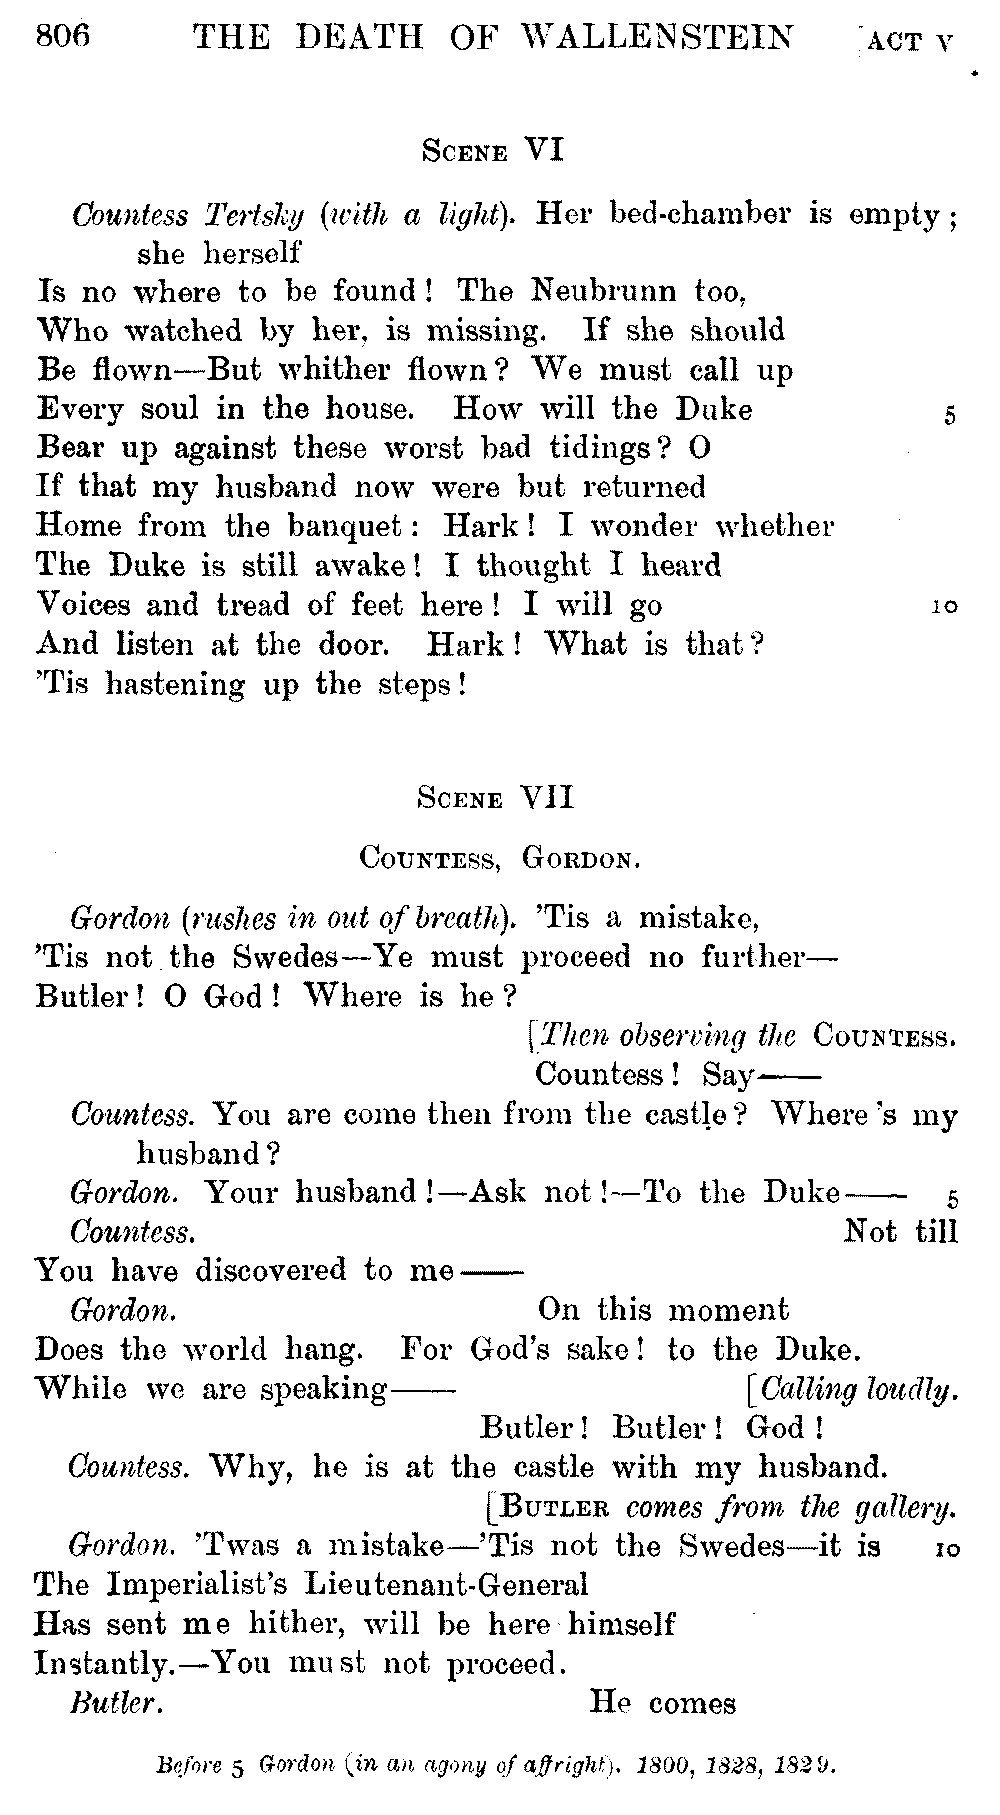 806 THE DEATH OF WALLENSTEIN ACT V
SCENE VI
Countess Tertsky (with a light). Her bed-chamber is empty;
she herself
Is no where to be found! The Neubrunn too,
Who watched by her, is missing. If she should
Be flown—But whither flown? We must call up
Every soul in the house. How will the Duke 5
Bear up against these worst bad tidings? O
If that my husband now were but returned
Home from the banquet: Hark! I wonder whether
The Duke is still awake! I thought I heard
Voices and tread of feet here! I will go 10
And listen at the door. Hark! What is that?
'Tis hastening up the steps!
SCENE VII
COUNTESS, GORDON.
Gordon (rushes in out of breath). 'Tis a mistake,
'Tis not the Swedes—Ye must proceed no further—
Butler! O God! Where is he?
[Then observing the COUNTESS.
Countess! Say——
Countess. You are come then from the castle? Where's my
husband?
Gordon. Your husband!—Ask not!—To the Duke—— 5
Countess. Not till
You have discovered to me——
Gordon. On this moment
Does the world hang. For God's sake! to the Duke.
While we are speaking—— [Calling loudly.
Butler! Butler! God!
Countess. Why, he is at the castle with my husband.
[BUTLER comes from the gallery.
Gordon. 'Twas a mistake—'Tis not the Swedes—it is 10
The Imperialist's Lieutenant-General
Has sent me hither, will be here himself
Instantly.—You must not proceed.
Butler. He comes
Before 5 Gordon (in an agony of affright). 1800, 1828, 1829.